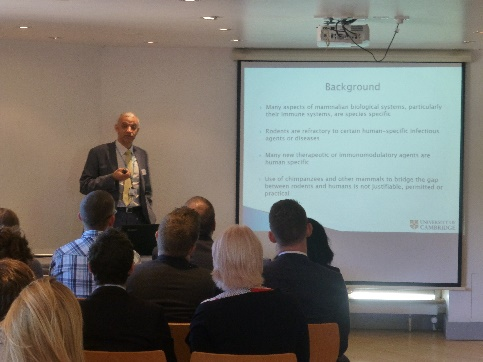 Background
Many aspects of mammalian biological systems, particularly
their immune systems, are species specific
Rodents are refractory to certain human-specific infectious
agents or diseases
Many new therapeutic or immunomodulatory agents are
human specific
Use of chimpanzees and other mammals to bridge the gap
between rodents and humans is not justifiable, permitted or
practical
UNIVERSITY OF
CAMBRIDGE